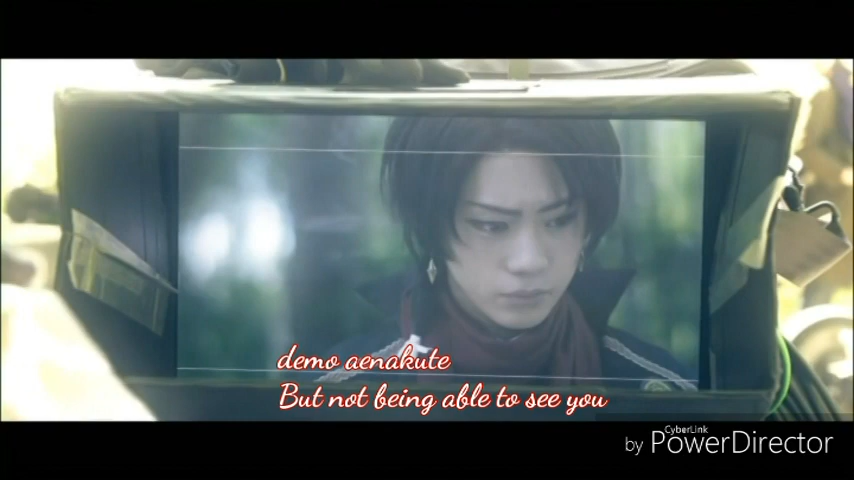 demo aenakute
But not being able to see you
CyberLink
by PowerDirector